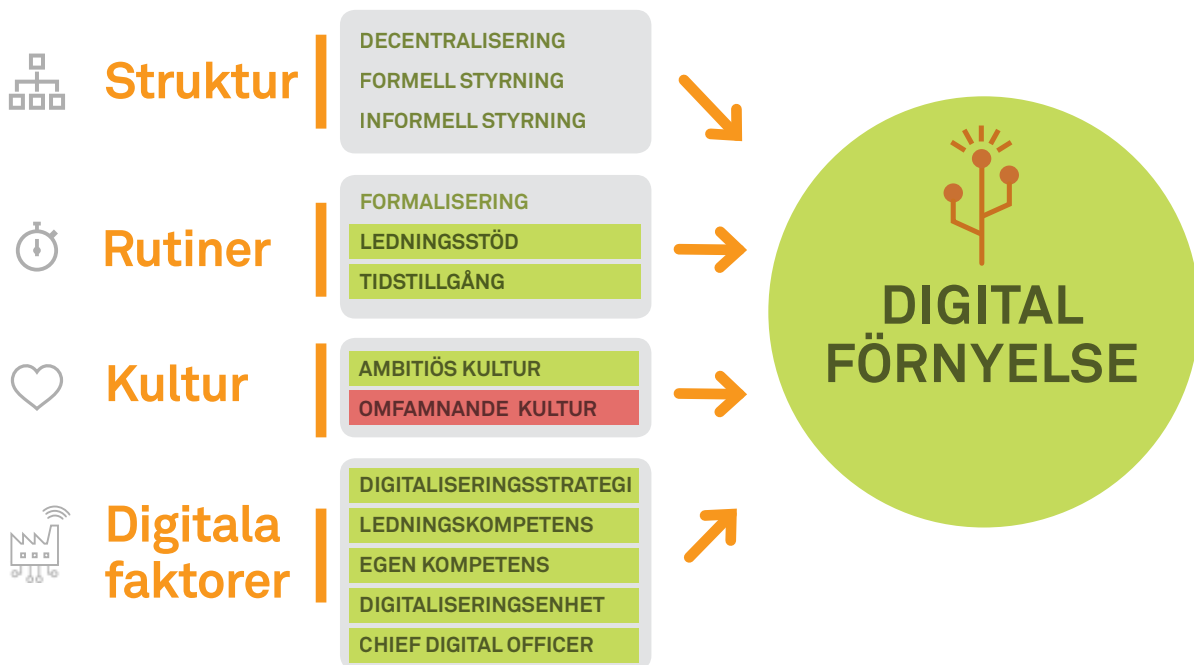 Struktur
DECENTRALISERING
FORMELL STYRNING
INFORMELL STYRNING
Rutiner
FORMALISERING
LEDNINGSSTÖD
TIDSTILLGÅNG
Kultur
AMBITIÖS KULTUR
OMFAMNANDE KULTUR
Digitala
faktorer
DIGITALISERINGSSTRATEGI
LEDNINGSKOMPETENS
EGEN KOMPETENS
DIGITALISERINGSENHET
CHIEF DIGITAL OFFICER
DIGITAL
FÖRNYELSE